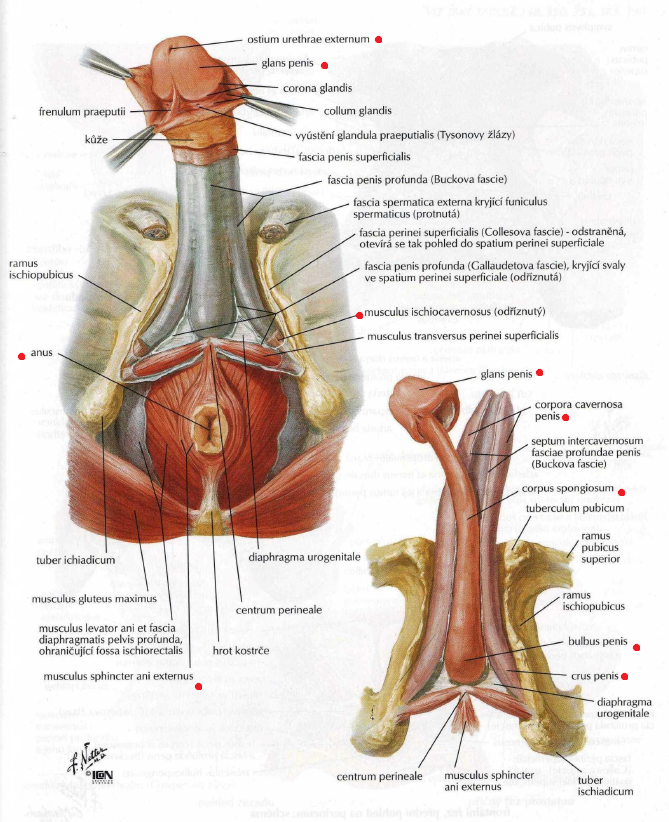 ostium urethrae externum
glans penis
corona glandis
frenulum praeputii
collum glandis
vyústění glandula praeputialis (Tysonovy žlázy)
kůže
fascia penis superficialis
fascia penis profunda (Buckova fascie)
fascia spermatica externa kryjící funiculus
spermaticus (protnutá)
fascia perinei superficialis (Collesova fascie) - odstraněná,
otevírá se tak pohled do spatium perinei superficiale
ramus
ischiopubicus
fascia penis profunda (Gallaudetova fascie), kryjící svaly
ve spatium perinei superficiale (odříznutá)
musculus ischiocavernosus (odříznutý)
musculus transversus perinei superficialis
anus
glans penis
corpora cavernosa
penis
septum intercavernosum
fasciae profundae penis
(Buckova fascie)
corpus spongiosum
tuberculum pubicum
ramus
pubicus
superior
tuber ichiadicum
diaphragma urogenitale
musculus gluteus maximus
centrum perineale
ramus
ischiopubicus
musculus levator ani et fascia
diaphragmatis pelvis profunda,
ohraničující fossa ischiorectalis
hrot kostrče
bulbus penis
musculus sphincter ani externus
crus penis
diaphragma
urogenitale
F. Netter
M.D.
©
ICON
centrum perineale
musculus sphincter
ani externus
tuber
ischiadicum